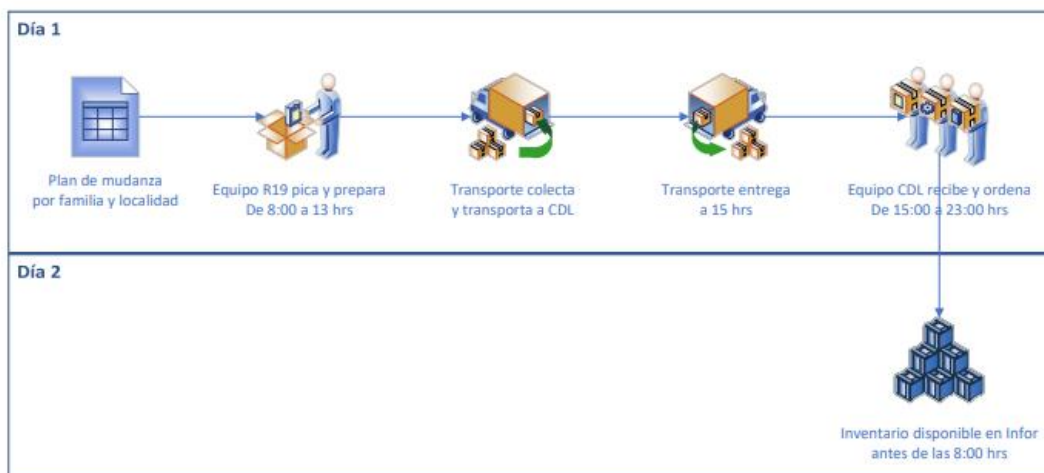 Día 1
Plan de mudanza
por familia y localidad
Equipo R19 pica y prepara
De 8:00 a 13 hrs
Transporte colecta
y transporta a CDL
Transporte entrega
a 15 hrs
Equipo CDL recibe y ordena
De 15:00 a 23:00 hrs
Día 2
Inventario disponible en Infor
antes de las 8:00 hrs